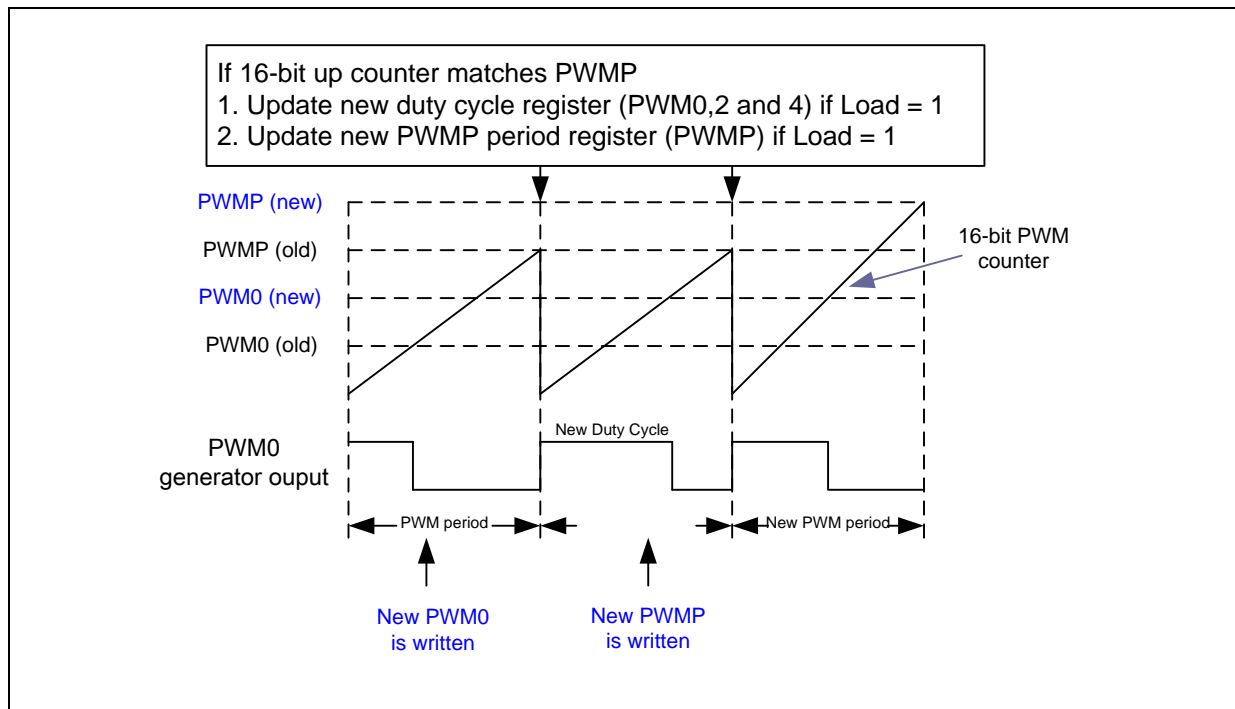 If 16-bit up counter matches PWMP
1. Update new duty cycle register (PWM0,2 and 4) if Load = 1
2. Update new PWMP period register (PWMP) if Load = 1
PWMP (new)
PWMP (old)
PWM0 (new)
PWM0 (old)
16-bit PWM
counter
New Duty Cycle
PWM0
generator ouput
PWM period
New PWM period
New PWM0
is written
New PWMP
is written